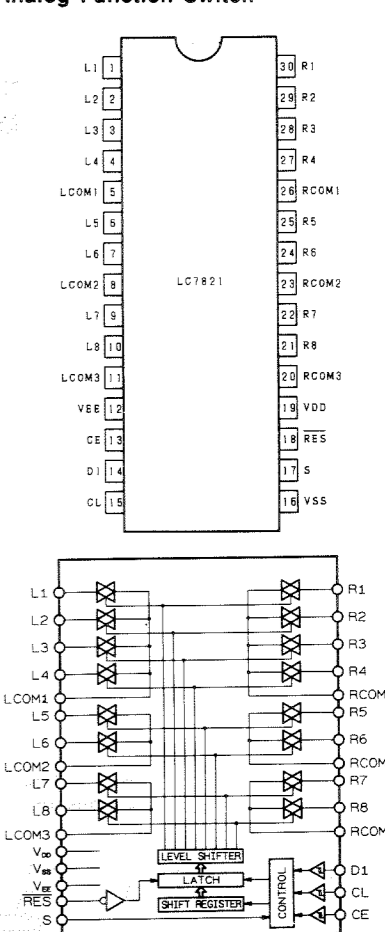 Analog Function Switch
L1 1
L2 2
L3 3
L4 4
LCOM1 5
L5 6
L6 7
LCOM2 8
L7 9
L8 10
LCOM3 11
VEE 12
CE 13
DI 14
CL 15
LC7821
30 R1
29 R2
28 R3
27 R4
26 RCOM1
25 R5
24 R6
23 RCOM2
22 R7
21 R8
20 RCOM3
19 VDD
18 RES
17 S
16 VSS
L1
L2
L3
L4
LCOM1
L5
L6
LCOM2
L7
L8
LCOM3
VDD
VSS
VEE
RES
S
R1
R2
R3
R4
RCOM
R5
R6
RCOM
R7
R8
RCOM
LEVEL SHIFTER
LATCH
SHIFT REGISTER
CONTROL
D1
CL
CE